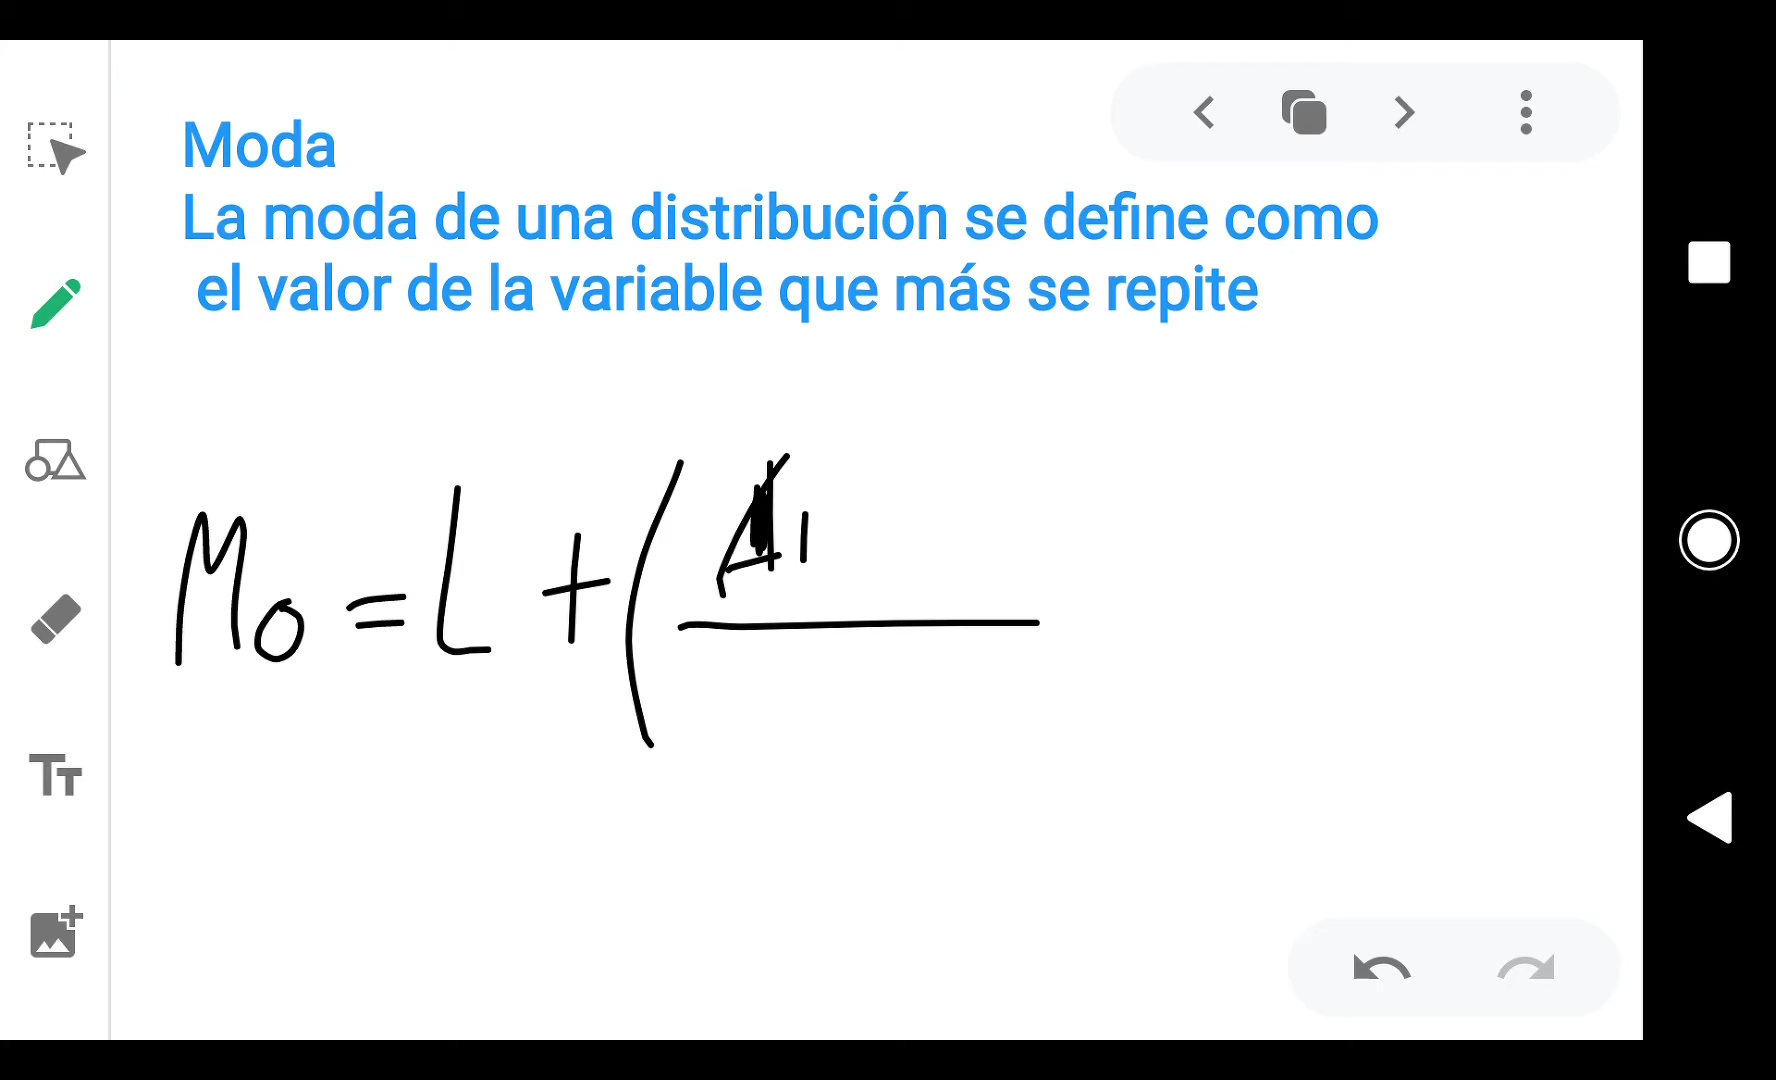 Moda
La moda de una distribución se define como
el valor de la variable que más se repite
Mo = L + ( Δ1
TT